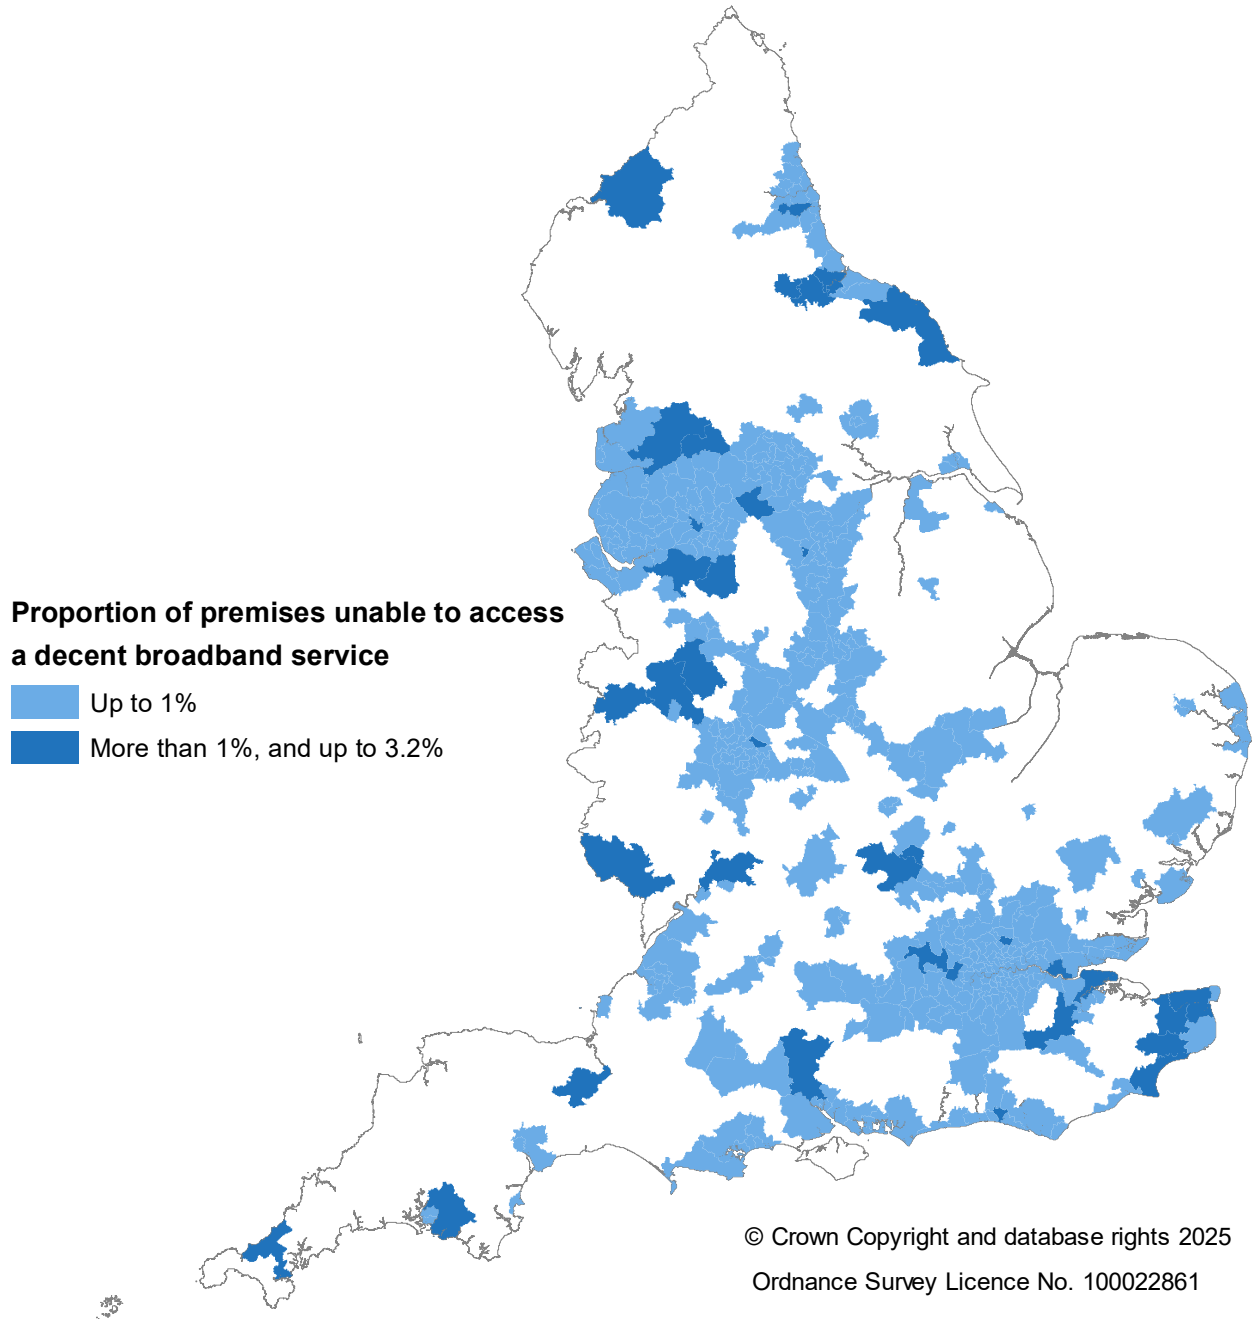 Proportion of premises unable to access
a decent broadband service
Up to 1%
More than 1%, and up to 3.2%
© Crown Copyright and database rights 2025
Ordnance Survey Licence No. 100022861